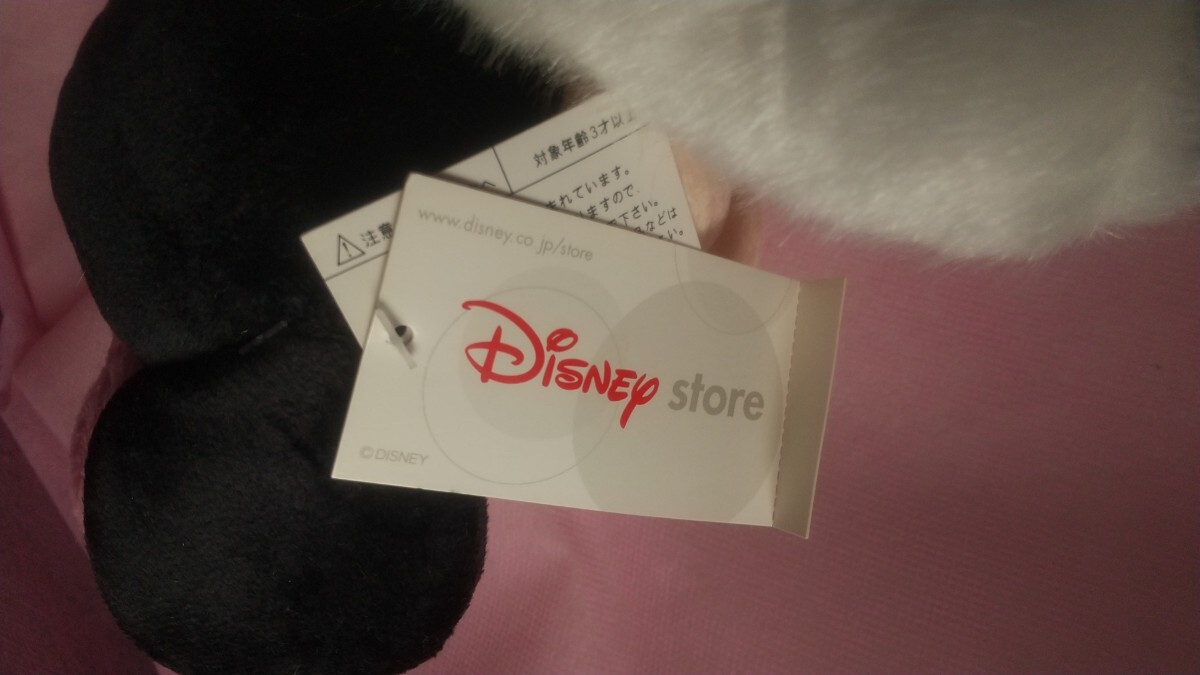 対象年齢3才以上
注意
れています。
ますので、
下さい。
などは
い。
www.disney.co.jp/store
Disney store
©DISNEY